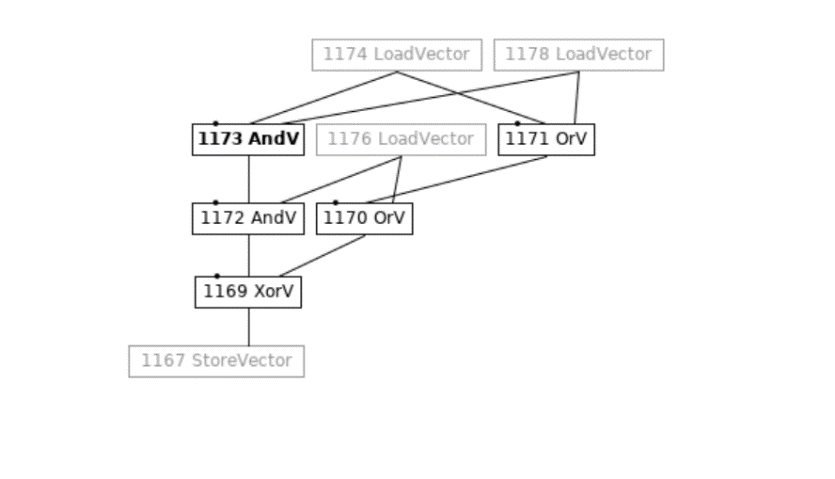 1174 LoadVector
1178 LoadVector
1173 AndV
1176 LoadVector
1171 OrV
1172 AndV
1170 OrV
1169 XorV
1167 StoreVector